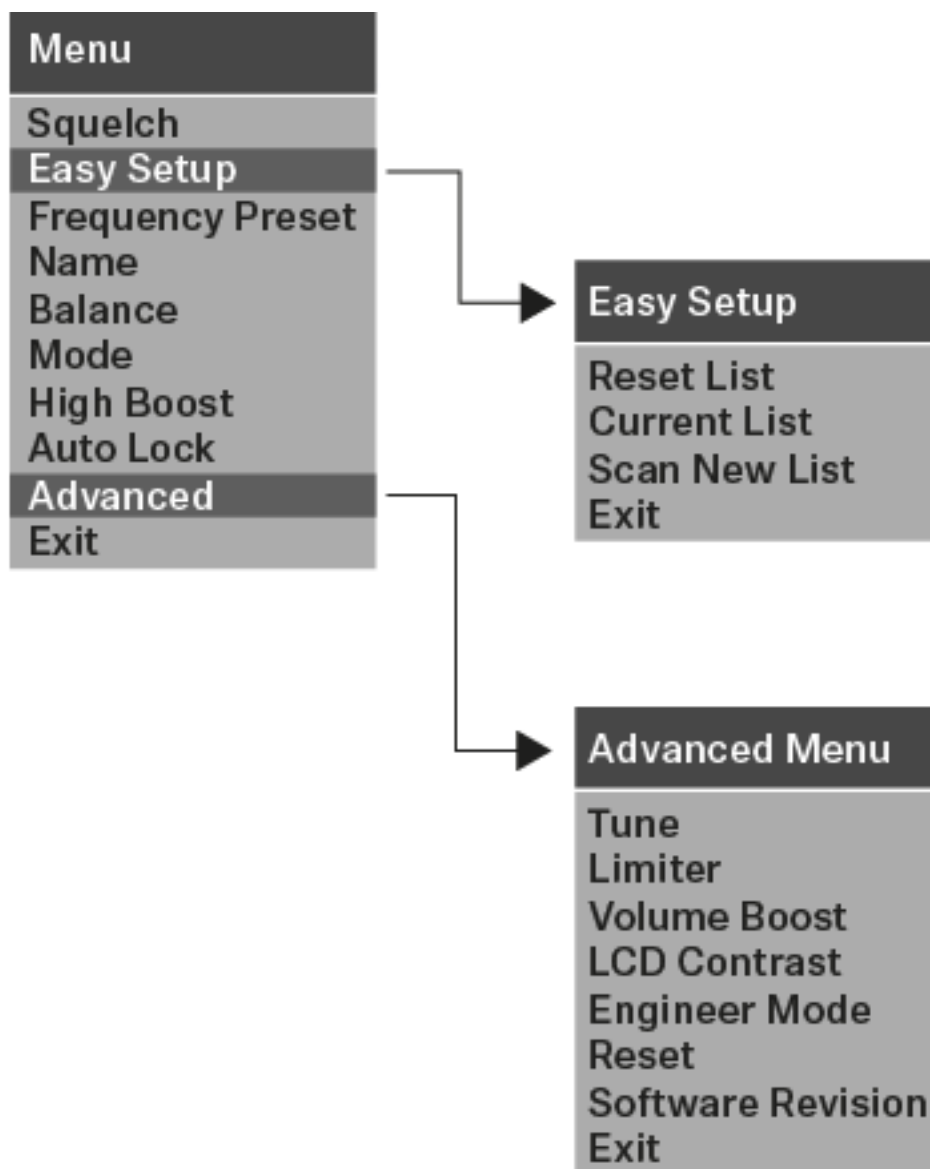 Menu
Squelch
Easy Setup
Frequency Preset
Name
Balance
Mode
High Boost
Auto Lock
Advanced
Exit
Easy Setup
Reset List
Current List
Scan New List
Exit
Advanced Menu
Tune
Limiter
Volume Boost
LCD Contrast
Engineer Mode
Reset
Software Revision
Exit